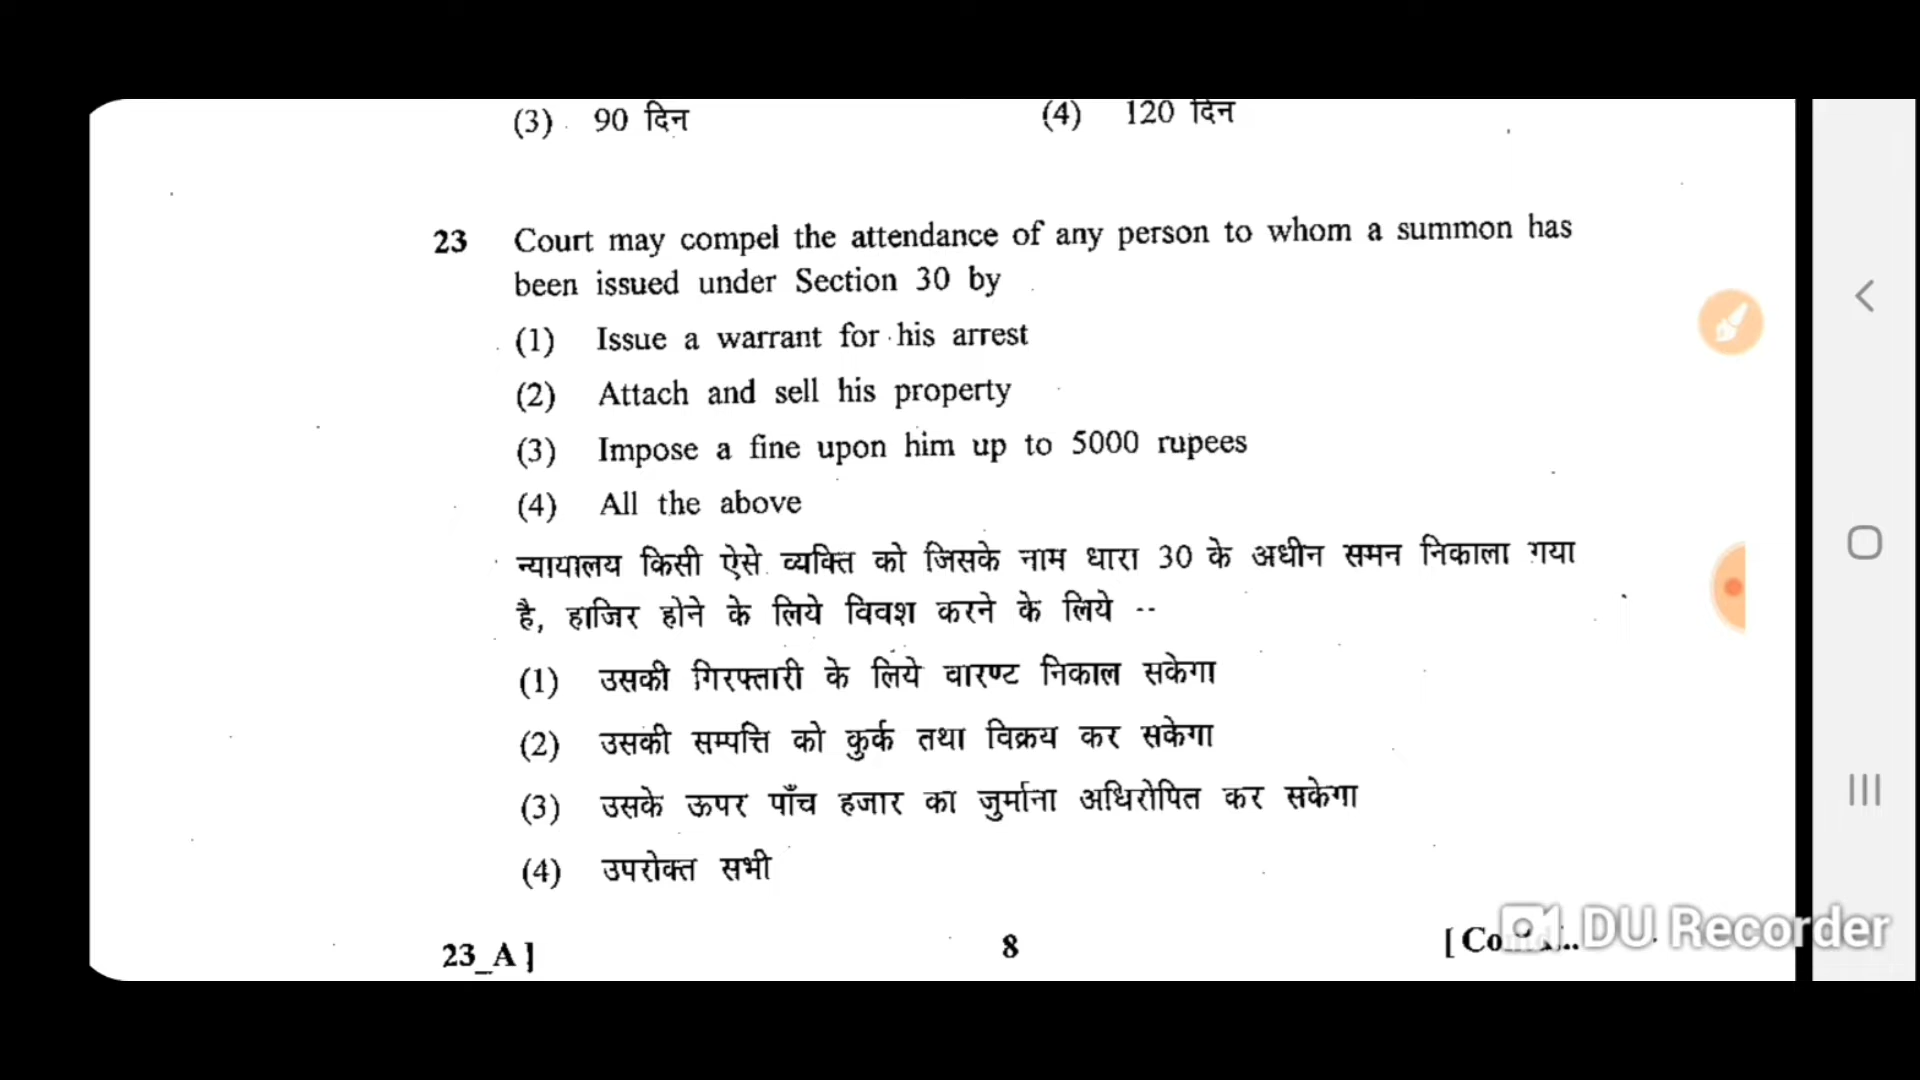 (3) 90 दिन (4) 120 दिन
23 Court may compel the attendance of any person to whom a summon has
been issued under Section 30 by
(1) Issue a warrant for his arrest
(2) Attach and sell his property
(3) Impose a fine upon him up to 5000 rupees
(4) All the above
न्यायालय किसी ऐसे व्यक्ति को जिसके नाम धारा 30 के अधीन समन निकाला गया
है, हाजिर होने के लिये विवश करने के लिये --
(1) उसकी गिरफ्तारी के लिये वारण्ट निकाल सकेगा
(2) उसकी सम्पत्ति को कुर्क तथा विक्रय कर सकेगा
(3) उसके ऊपर पाँच हजार का जुर्माना अधिरोपित कर सकेगा
(4) उपरोक्त सभी
23_A ] 8 [
DU Recorder